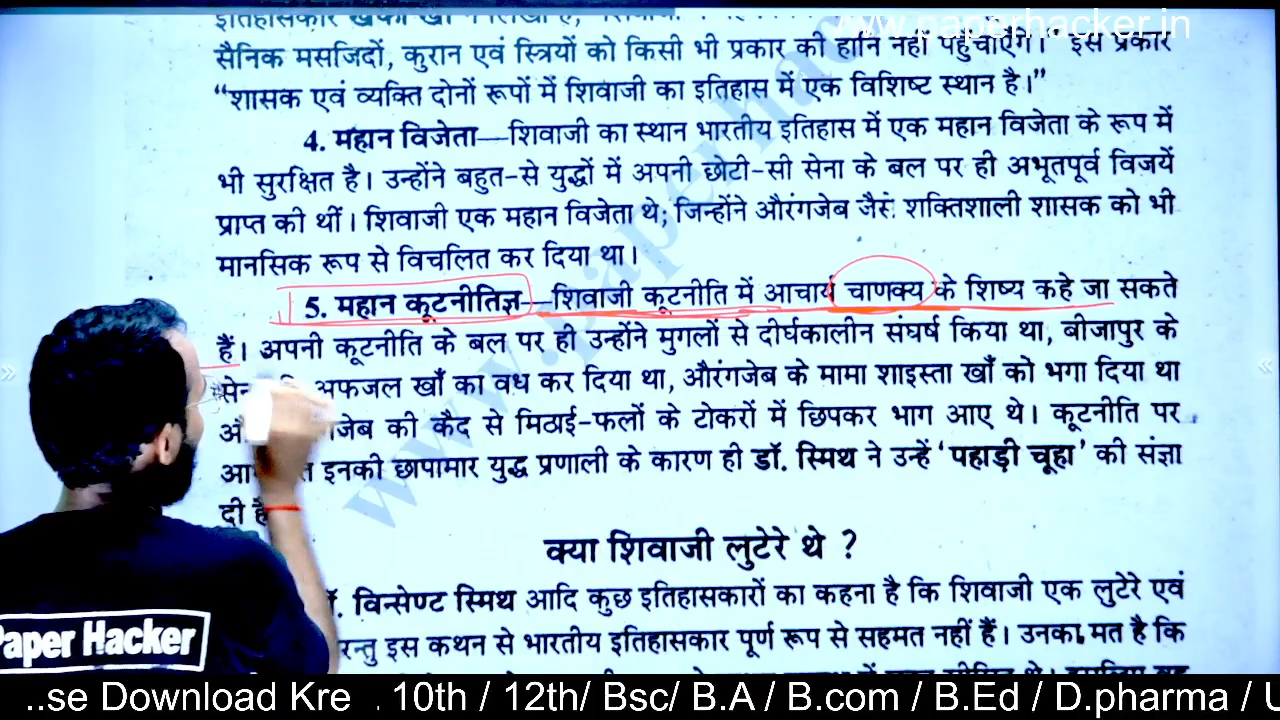 www.paperhacker.in
इतिहासकार
सैनिक मसजिदों, कुरान एवं स्त्रियों को किसी भी प्रकार की हानि नहीं पहुँचाएँगे।” इस प्रकार
“शासक एवं व्यक्ति दोनों रूपों में शिवाजी का इतिहास में एक विशिष्ट स्थान है।”
4. महान विजेता—शिवाजी का स्थान भारतीय इतिहास में एक महान विजेता के रूप में
भी सुरक्षित है। उन्होंने बहुत-से युद्धों में अपनी छोटी-सी सेना के बल पर ही अभूतपूर्व विजयें
प्राप्त की थीं। शिवाजी एक महान विजेता थे; जिन्होंने औरंगजेब जैसे शक्तिशाली शासक को भी
मानसिक रूप से विचलित कर दिया था।
5. महान कूटनीतिज्ञ—शिवाजी कूटनीति में आचार्य चाणक्य के शिष्य कहे जा सकते
हैं। अपनी कूटनीति के बल पर ही उन्होंने मुगलों से दीर्घकालीन संघर्ष किया था, बीजापुर के
अफजल खाँ का वध कर दिया था, औरंगजेब के मामा शाइस्ता खाँ को भगा दिया था
की कैद से मिठाई-फलों के टोकरों में छिपकर भाग आए थे। कूटनीति पर
इनकी छापामार युद्ध प्रणाली के कारण ही डॉ. स्मिथ ने उन्हें ‘पहाड़ी चूहा’ की संज्ञा
दी है
क्या शिवाजी लुटेरे थे ?
विन्सेण्ट स्मिथ आदि कुछ इतिहासकारों का कहना है कि शिवाजी एक लुटेरे एवं
इस कथन से भारतीय इतिहासकार पूर्ण रूप से सहमत नहीं हैं। उनका मत है कि
Paper Hacker
..se Download Kre . 10th / 12th/ Bsc/ B.A / B.com / B.Ed / D.pharma / U